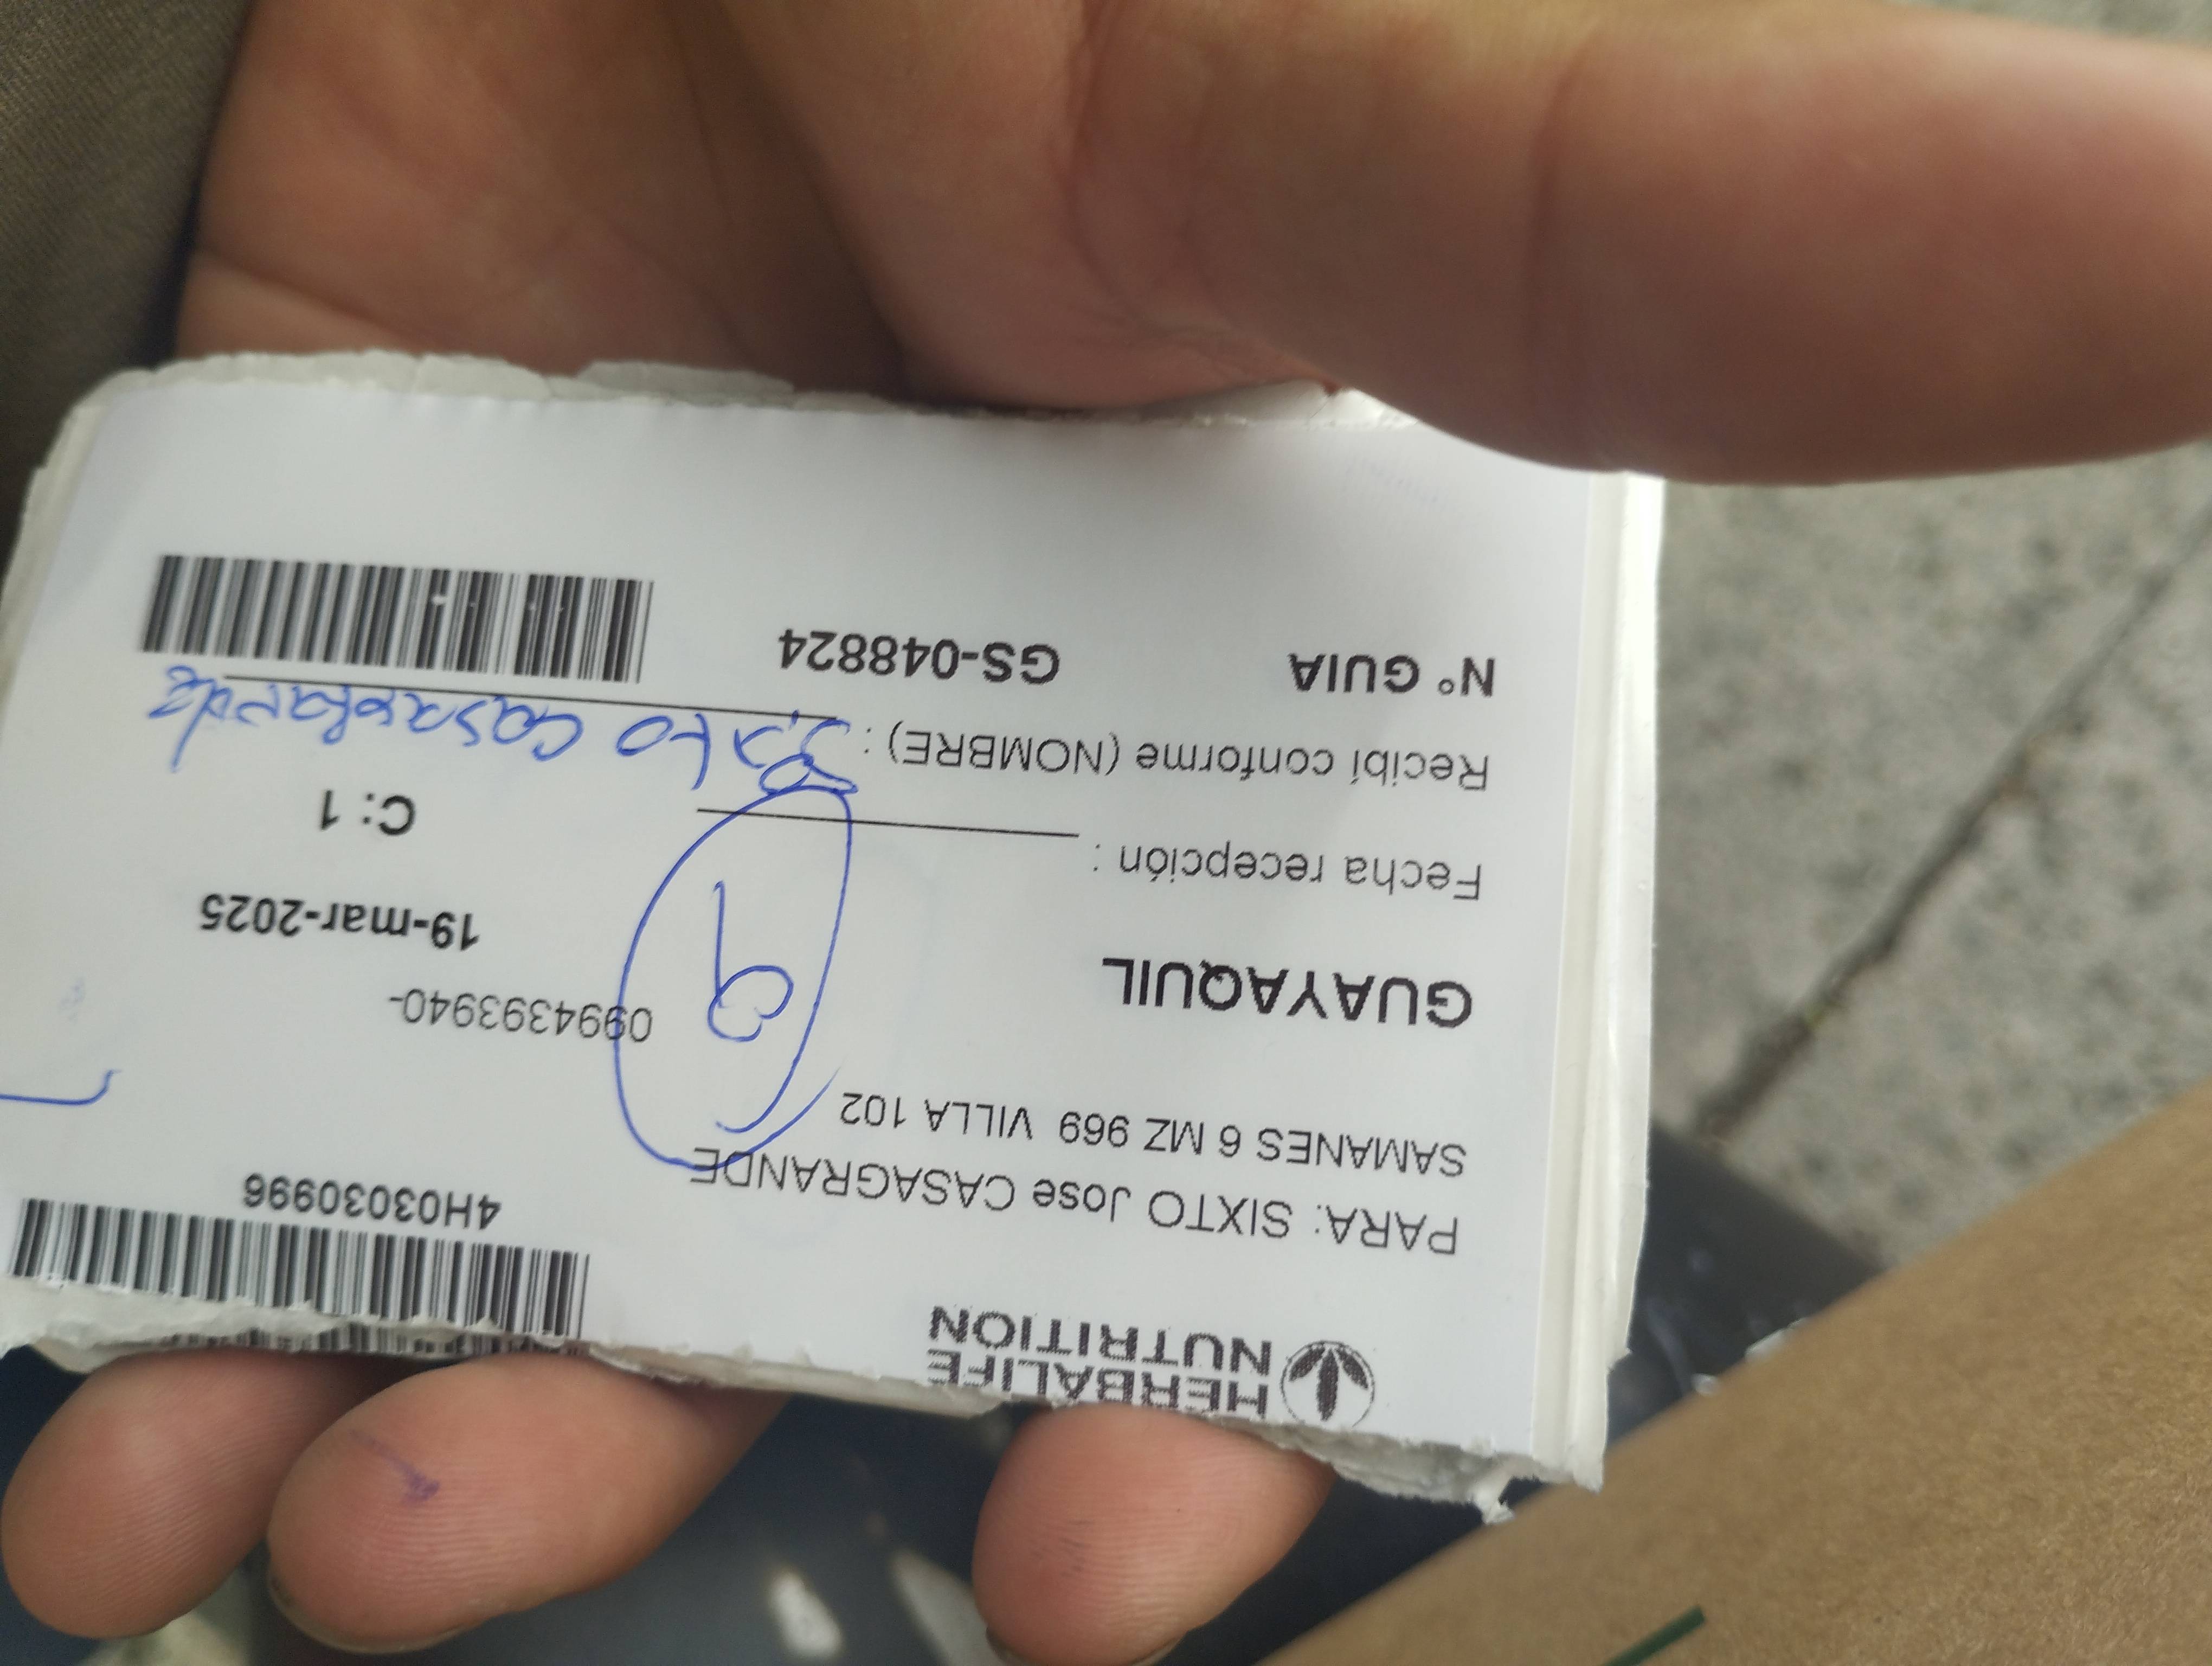 HERBALIFE
NUTRITION
4H03030996
PARA: SIXTO Jose CASAGRANDE
SAMANES 6 MZ 969 VILLA 102
0994393940-
GUAYAQUIL
19-mar-2025
Fecha recepción :
C: 1
Recibí conforme (NOMBRE) : Sixto Casagrande
N° GUIA GS-048824